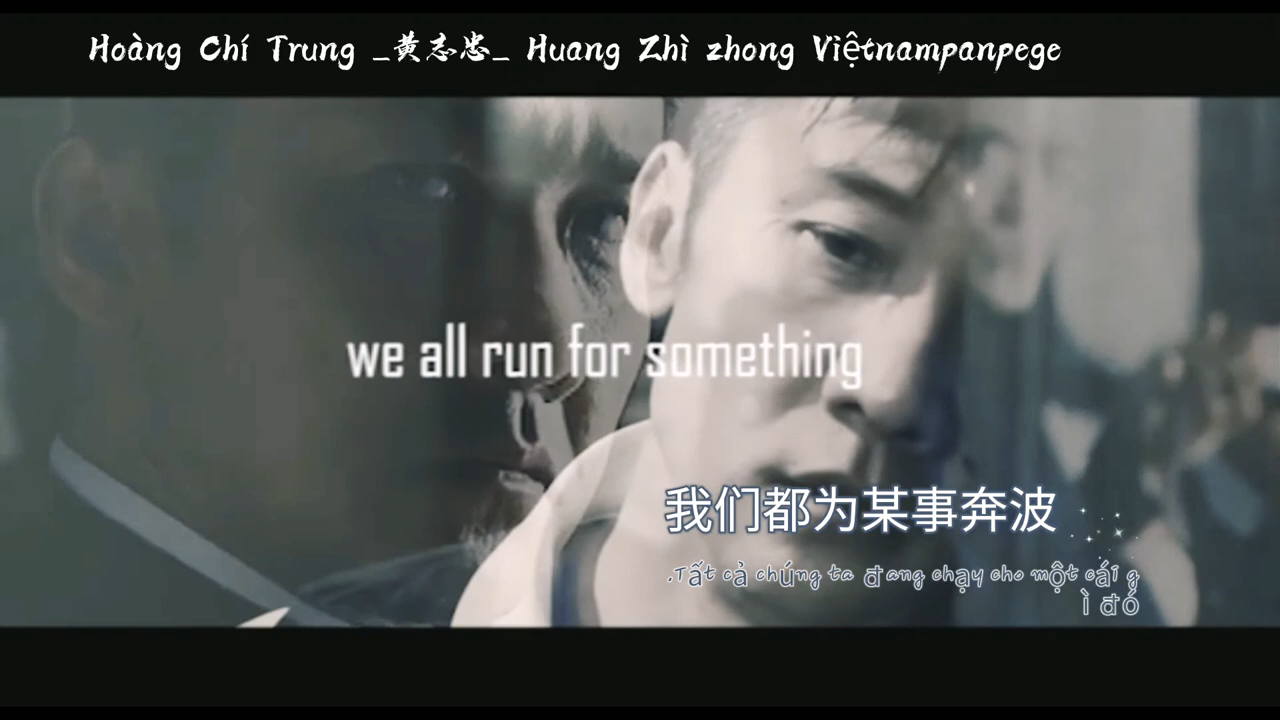 Hoàng Chí Trung _黄志忠_ Huang Zhì zhong Việtnampanpege
we all run for something
我们都为某事奔波
.Tất cả chúng ta đang chạy cho một cái g
ì đó